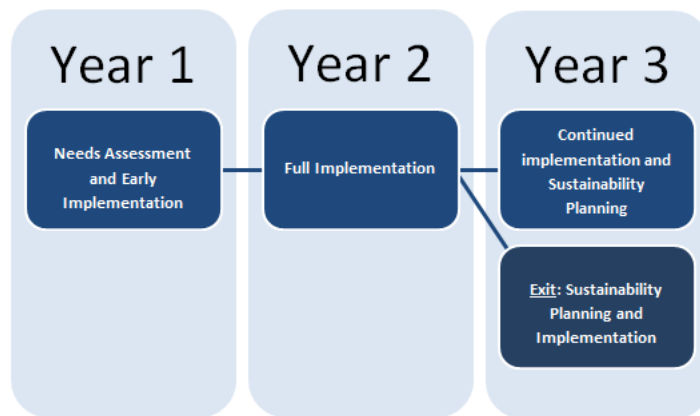 Year 1
Needs Assessment
and Early
Implementation
Year 2
Full Implementation
Year 3
Continued
implementation and
Sustainability
Planning
Exit: Sustainability
Planning and
Implementation